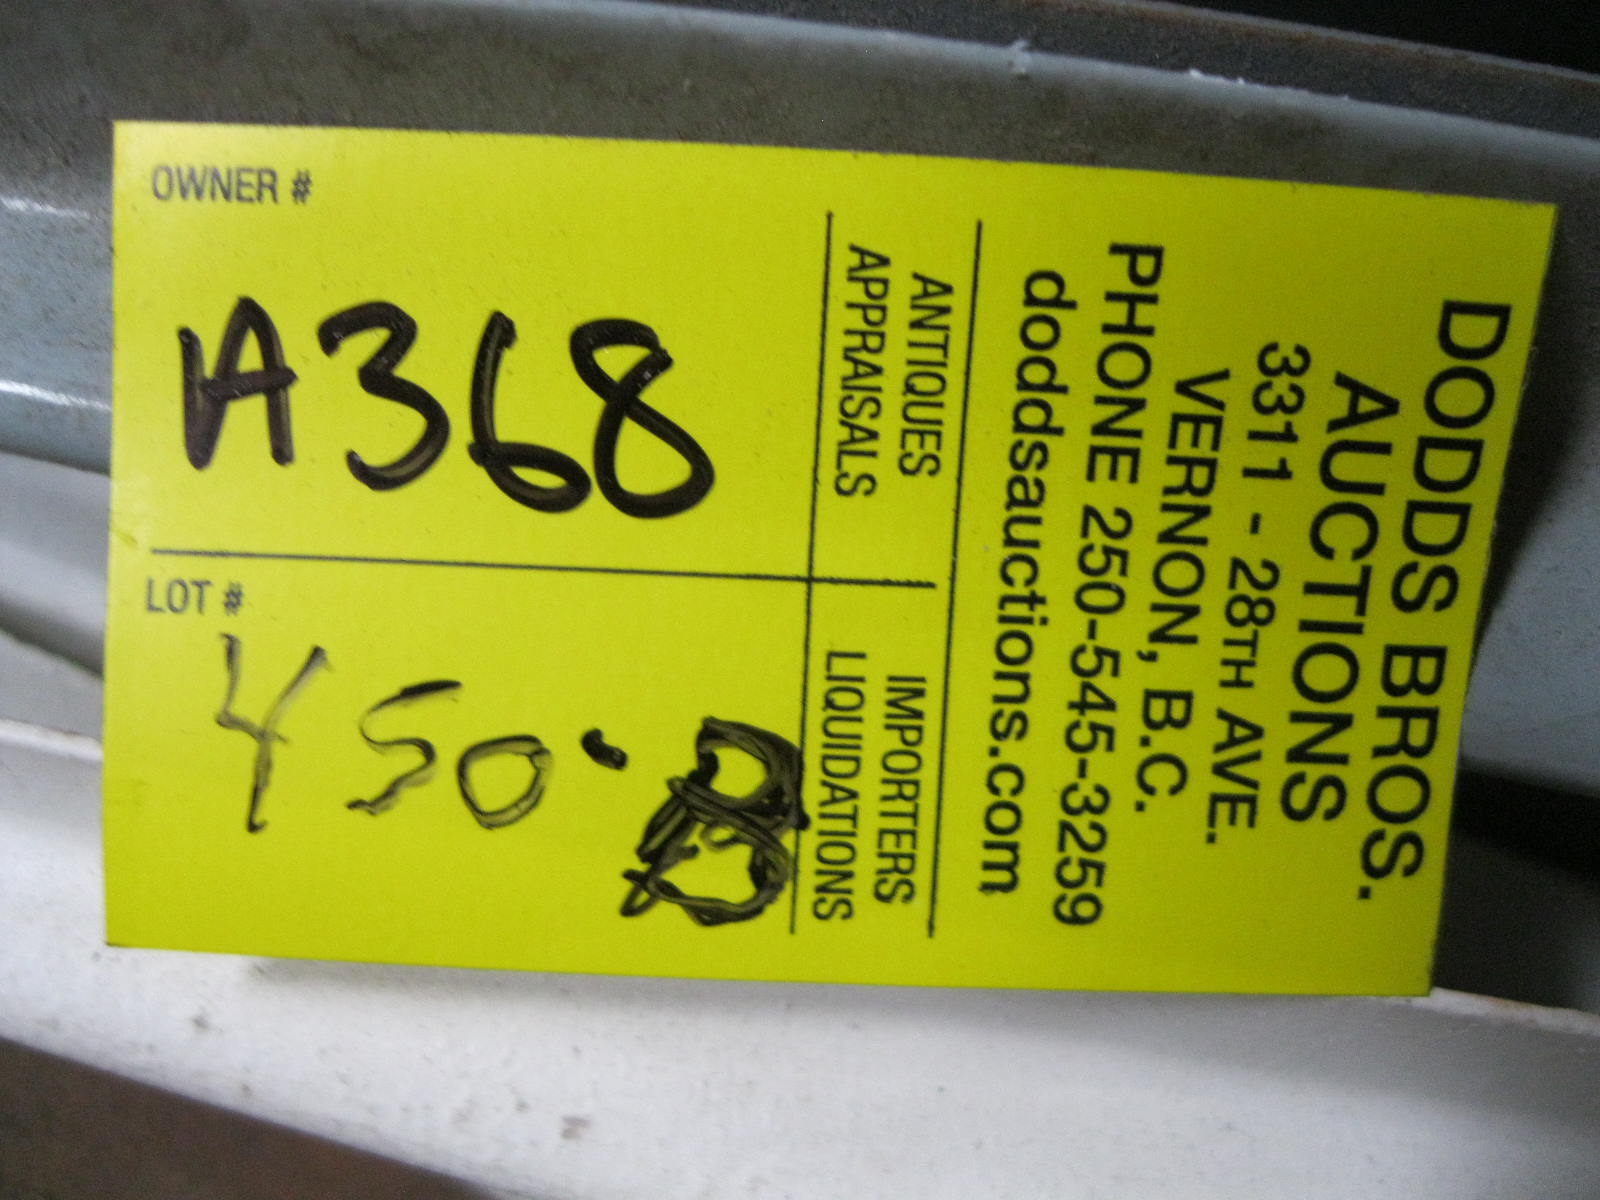 OWNER #
A368
LOT #
450-B
ANTIQUES
APPRAISALS
IMPORTERS
LIQUIDATIONS
DODDS BROS.
AUCTIONS
3311 - 28TH AVE.
VERNON, B.C.
PHONE 250-545-3259
doddsauctions.com